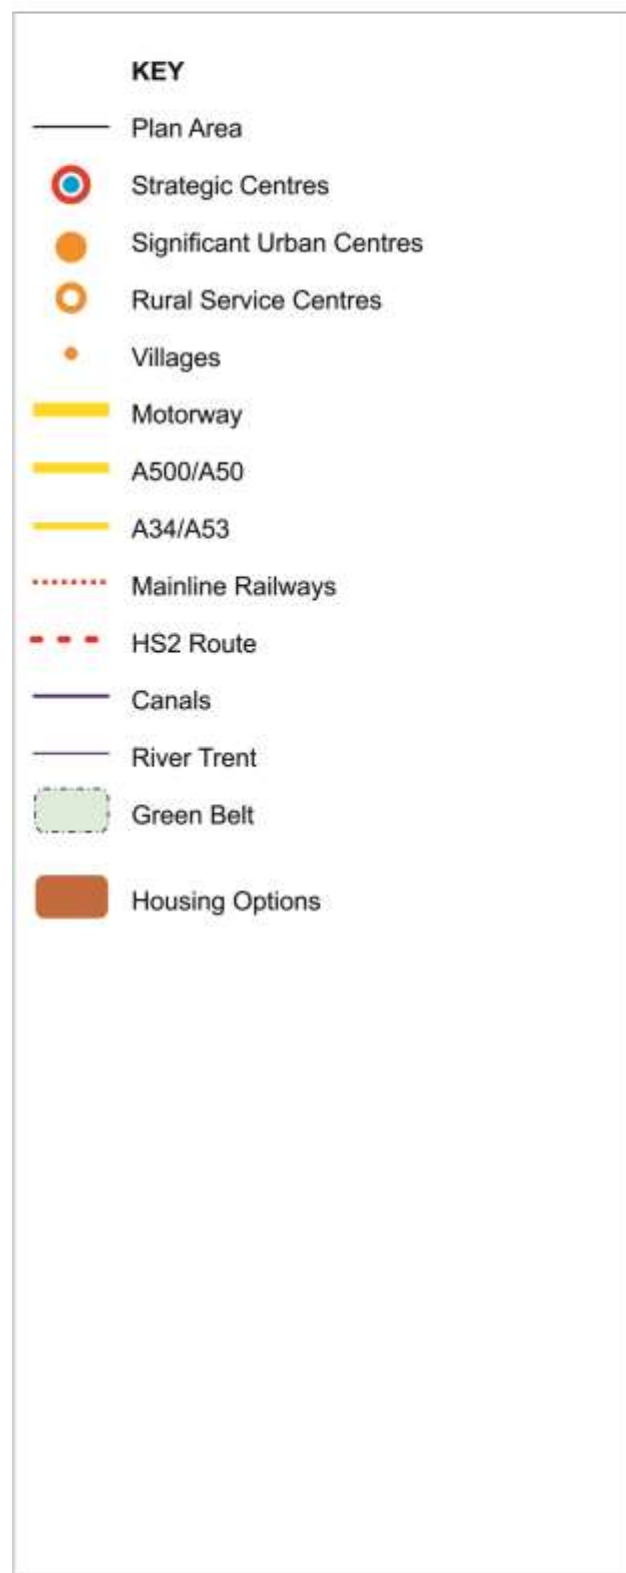 KEY
Plan Area
Strategic Centres
Significant Urban Centres
Rural Service Centres
Villages
Motorway
A500/A50
A34/A53
Mainline Railways
HS2 Route
Canals
River Trent
Green Belt
Housing Options